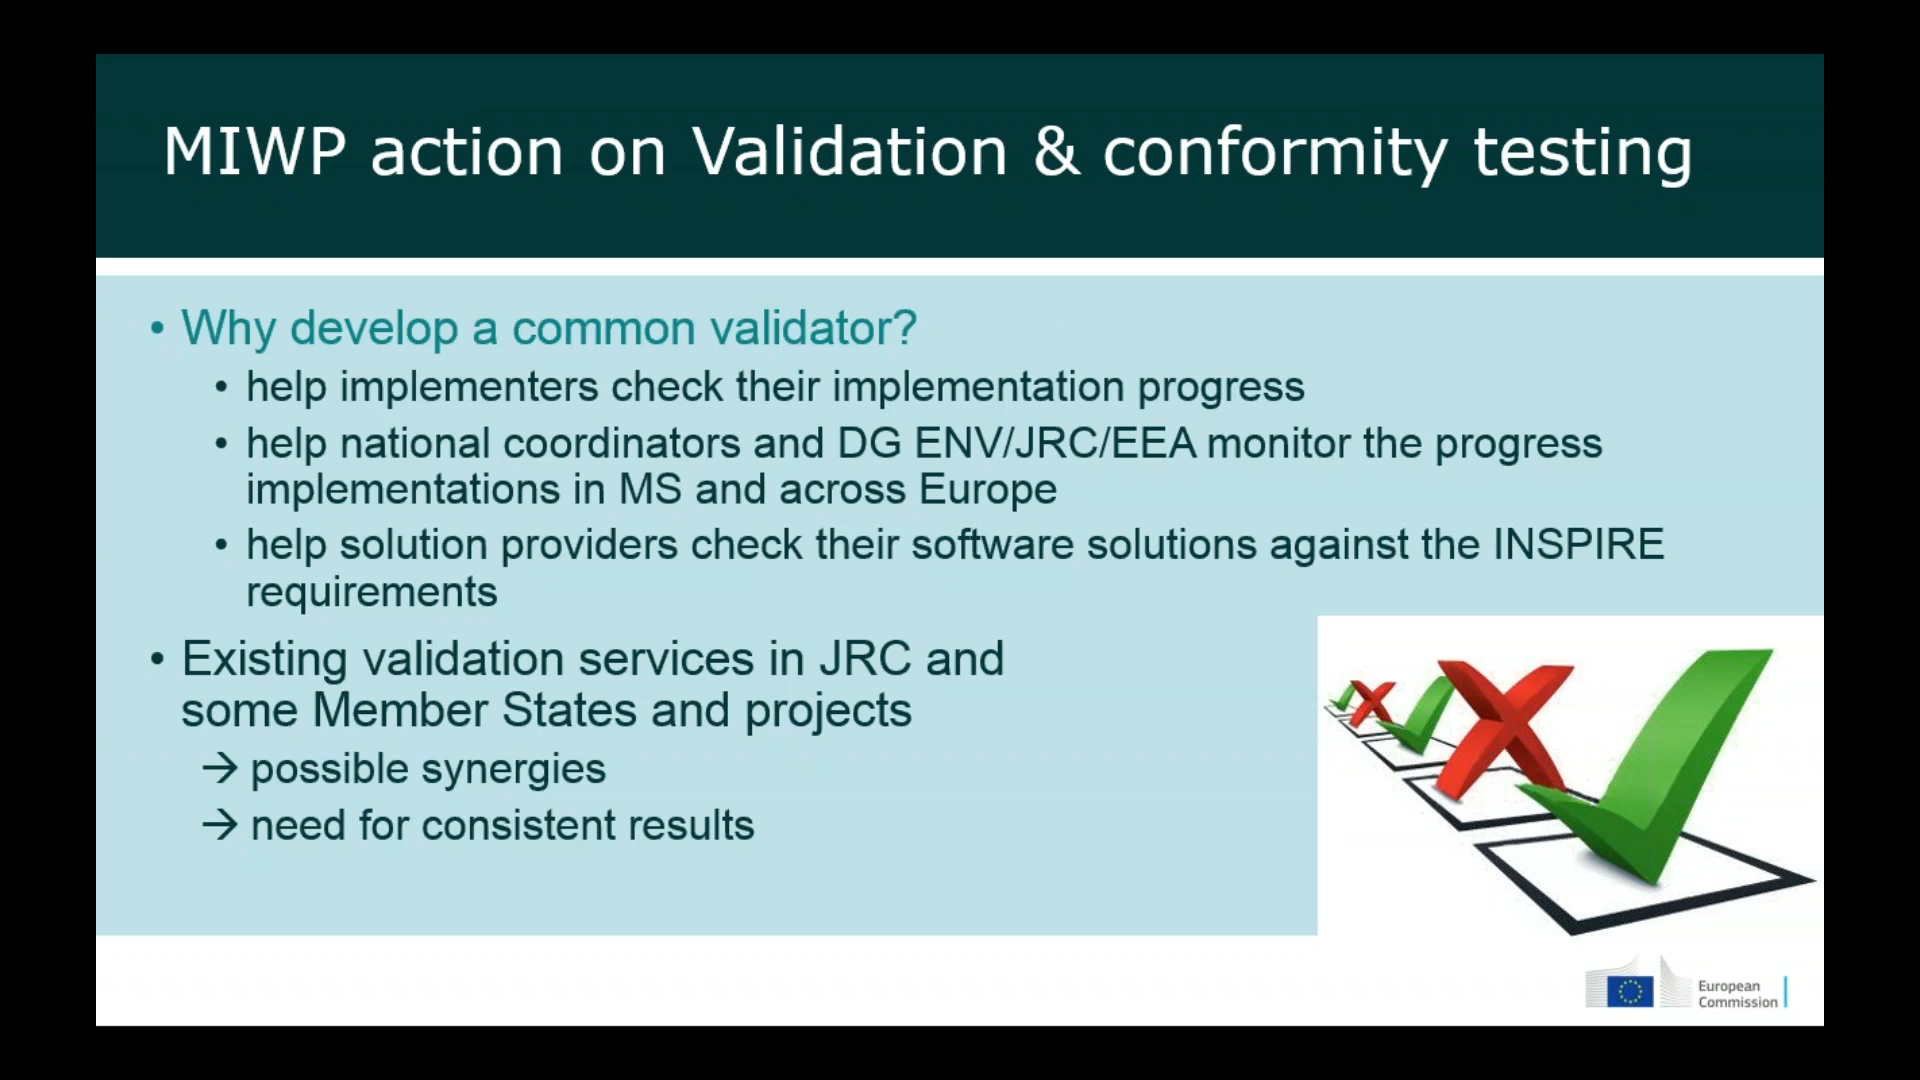 MIWP action on Validation & conformity testing
• Why develop a common validator?
• help implementers check their implementation progress
• help national coordinators and DG ENV/JRC/EEA monitor the progress
implementations in MS and across Europe
• help solution providers check their software solutions against the INSPIRE
requirements
• Existing validation services in JRC and
some Member States and projects
→ possible synergies
→ need for consistent results
European
Commission